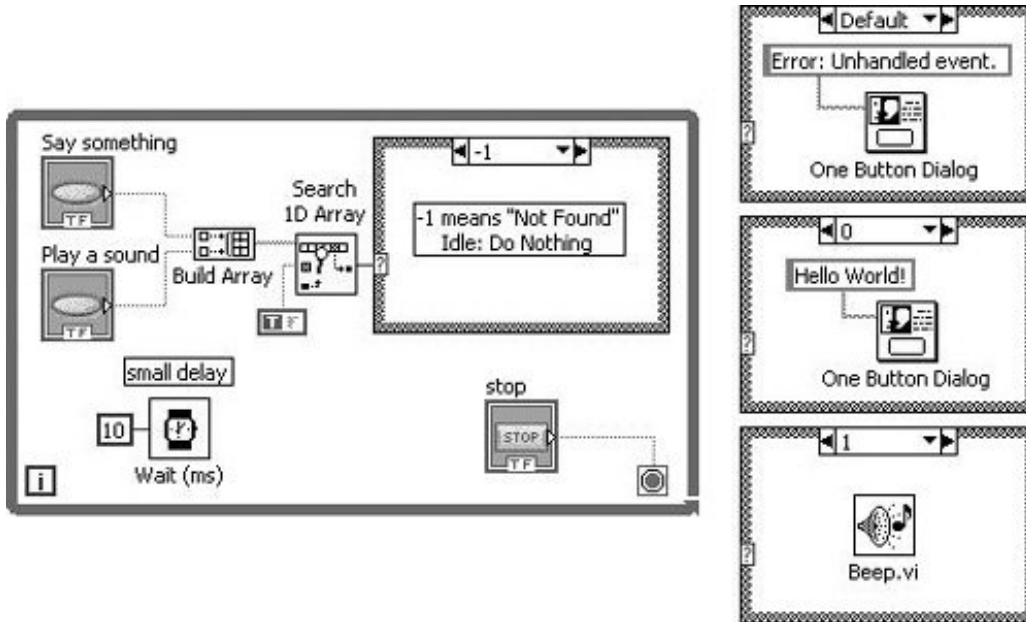 Say something
TF
Play a sound
TF
Build Array
Search
1D Array
T F
?
-1
-1 means "Not Found"
Idle: Do Nothing
small delay
10
Wait (ms)
i
stop
STOP
TF
Default
Error: Unhandled event.
?
One Button Dialog
0
Hello World!
?
One Button Dialog
1
?
Beep.vi